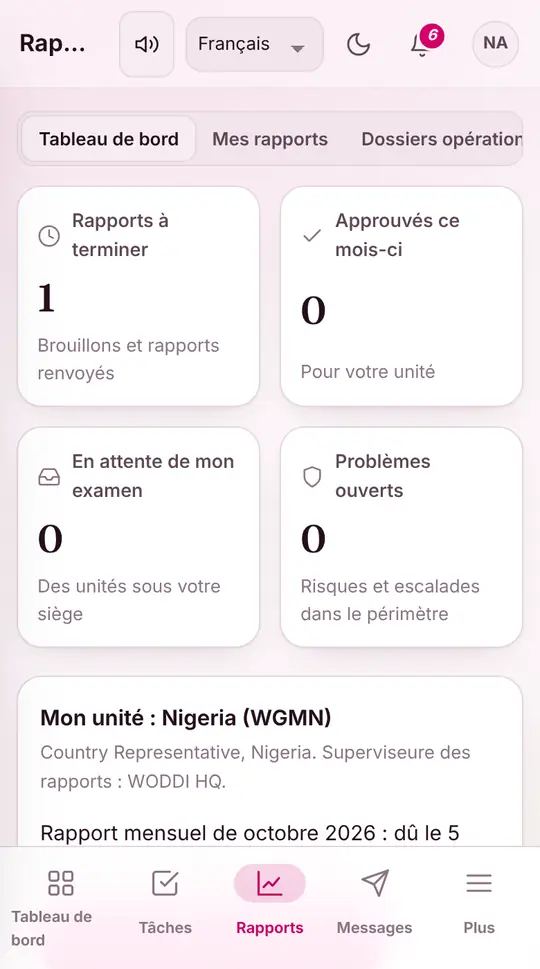 Rap...
Français
6
NA
Tableau de bord
Mes rapports
Dossiers opération
Rapports à
terminer
1
Brouillons et rapports
renvoyés
Approuvés ce
mois-ci
0
Pour votre unité
En attente de mon
examen
0
Des unités sous votre
siège
Problèmes
ouverts
0
Risques et escalades
dans le périmètre
Mon unité : Nigeria (WGMN)
Country Representative, Nigeria. Superviseure des
rapports : WODDI HQ.
Rapport mensuel de octobre 2026 : dû le 5
Tableau de
bord
Tâches
Rapports
Messages
Plus